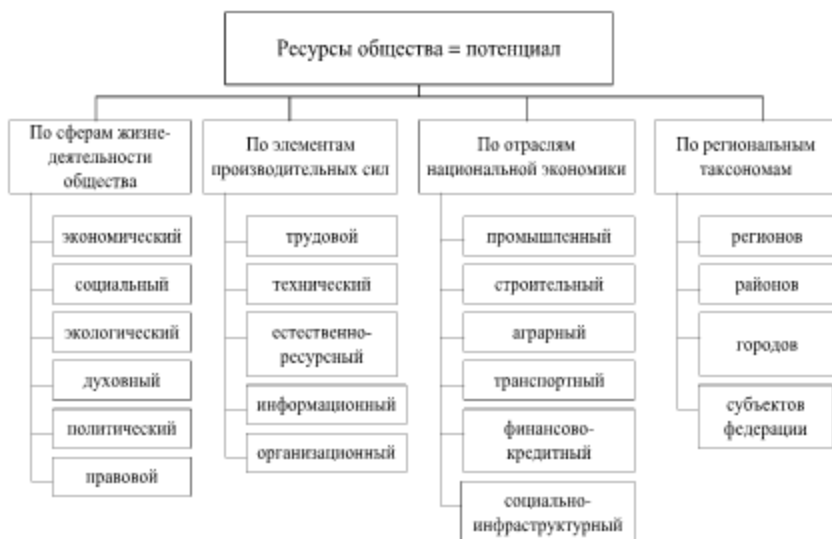 Ресурсы общества = потенциал
По сферам жизне-
деятельности
общества
экономический
социальный
экологический
духовный
политический
правовой
По элементам
производительных сил
трудовой
технический
естественно-
ресурсный
информационный
организационный
По отраслям
национальной экономики
промышленный
строительный
аграрный
транспортный
финансово-
кредитный
социально-
инфраструктурный
По региональным
таксономам
регионов
районов
городов
субъектов
федерации